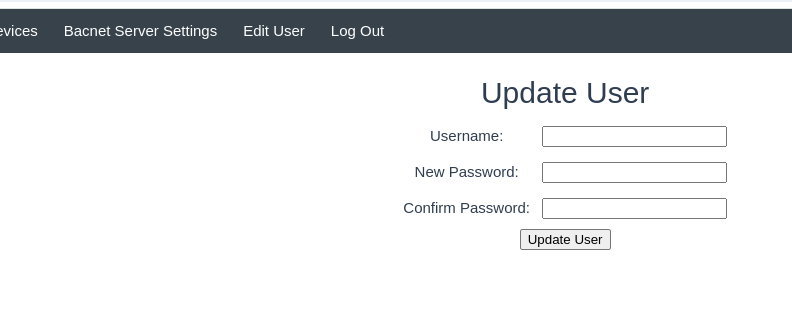 evices Bacnet Server Settings Edit User Log Out
Update User
Username:
New Password:
Confirm Password:
Update User